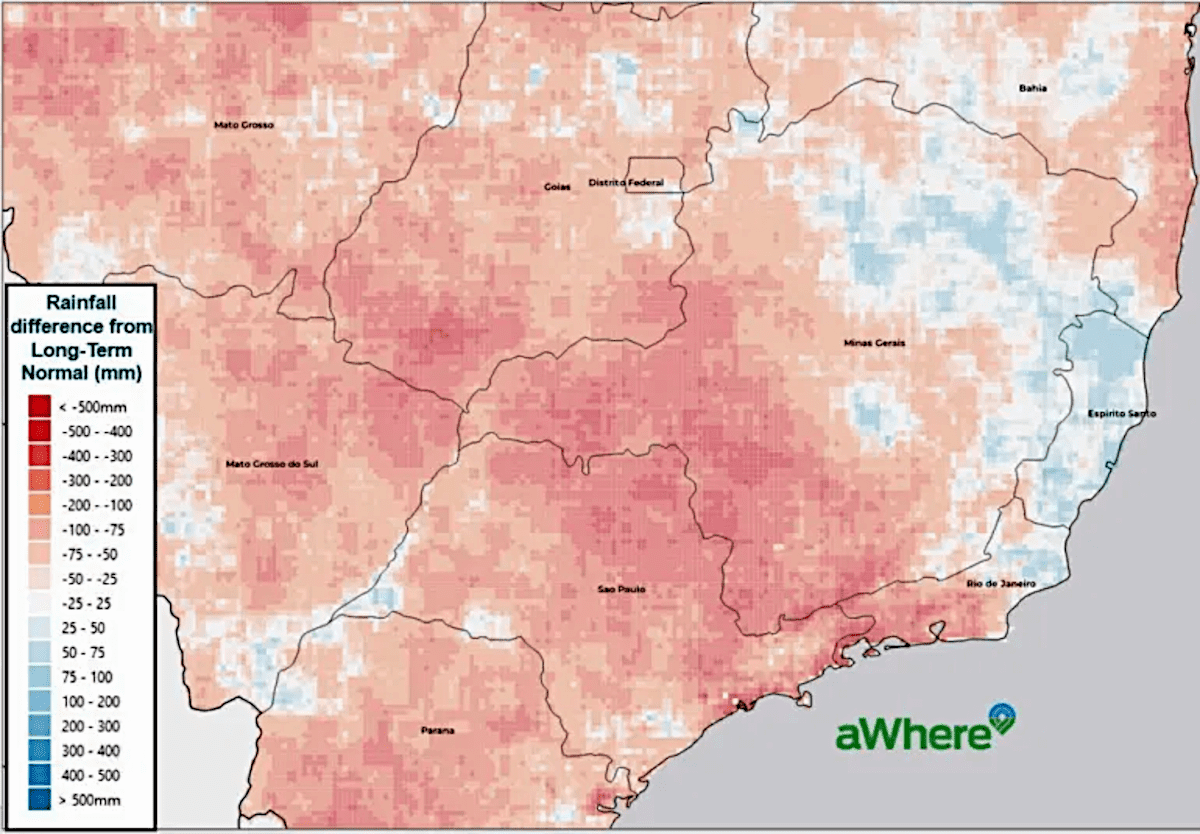 Bahia
Mato Grosso
Goias
Distrito Federal
Rainfall
difference from
Long-Term
Normal (mm)
< -500mm
-500 - -400
-400 - -300
-300 - -200
-200 - -100
-100 - -75
-75 - -50
-50 - -25
-25 - 25
25 - 50
50 - 75
75 - 100
100 - 200
200 - 300
300 - 400
400 - 500
> 500mm
Minas Gerais
Espirito Santo
Mato Grosso do Sul
Sao Paulo
Rio de Janeiro
Parana
aWhere